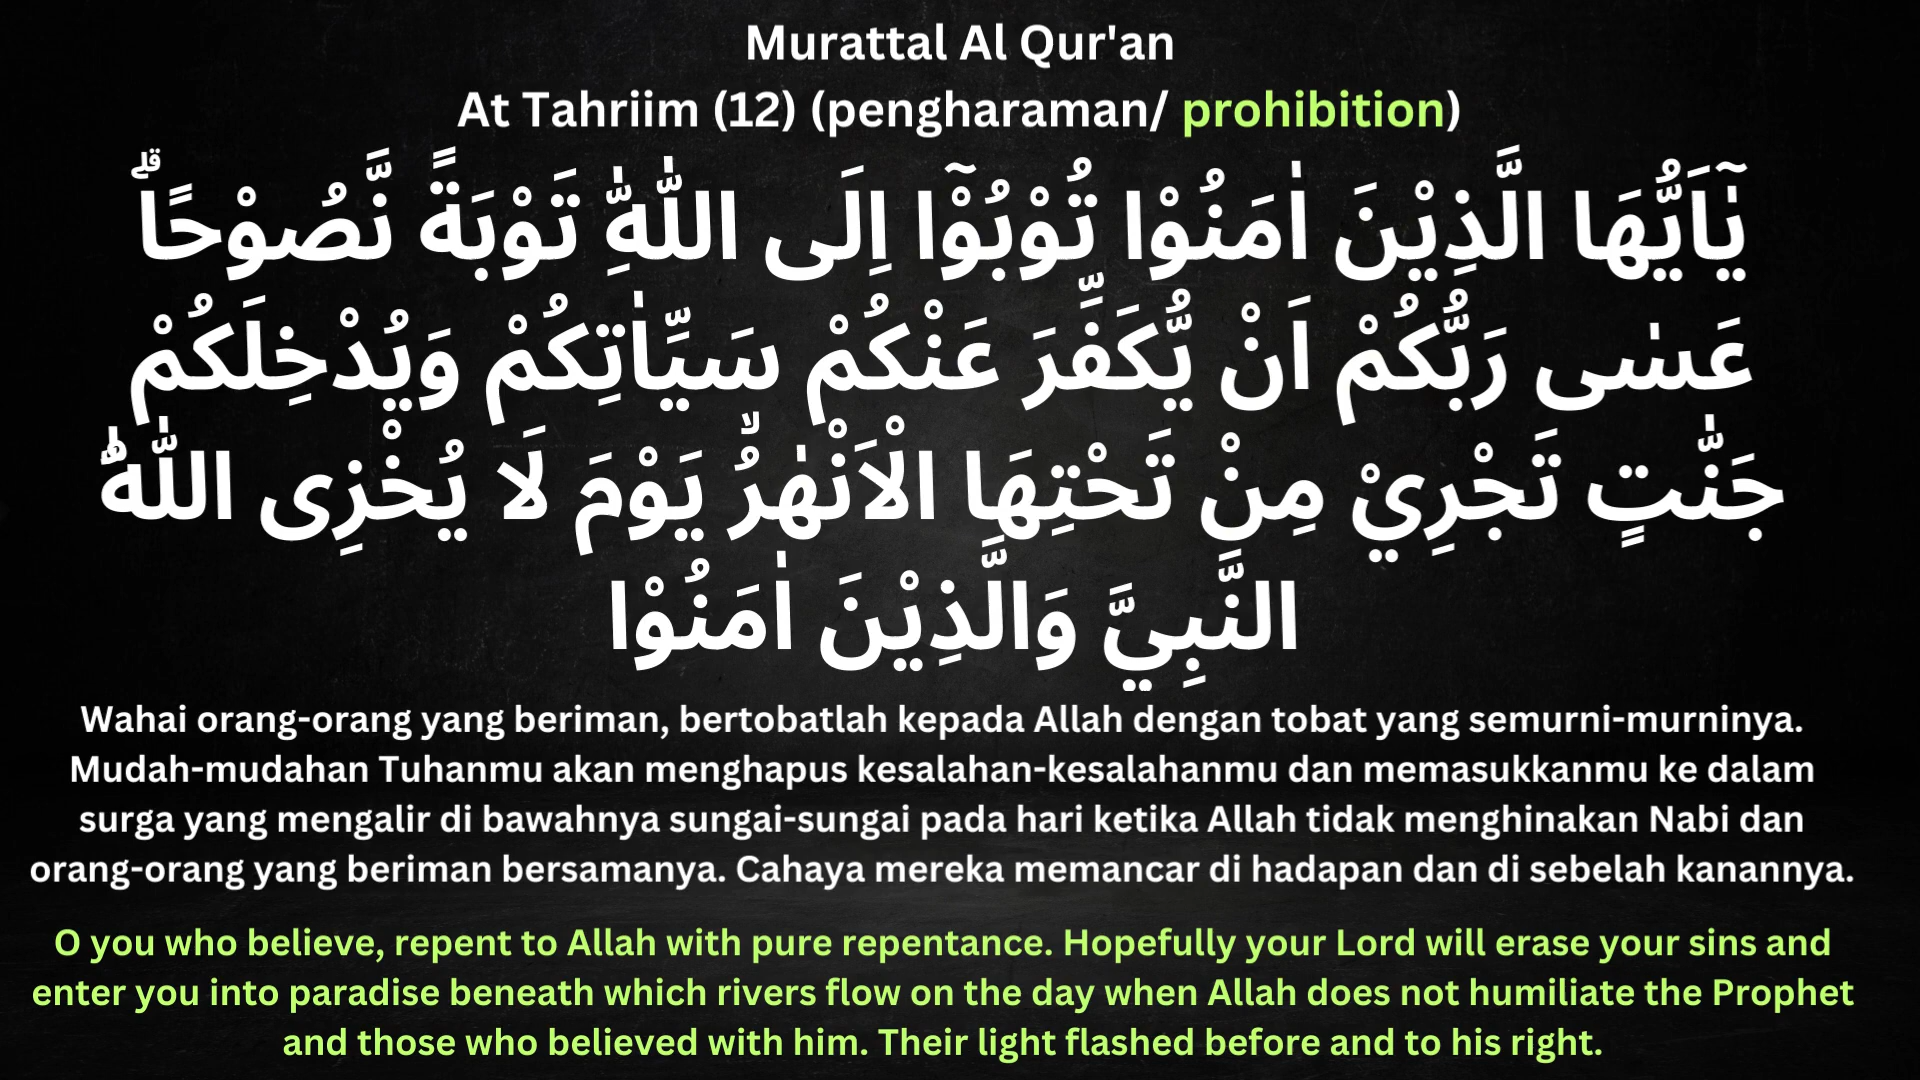 Murattal Al Qur'an
At Tahriim (12) (pengharaman/ prohibition)
يٰٓاَيُّهَا الَّذِيْنَ اٰمَنُوْا تُوْبُوْٓا اِلَى اللّٰهِ تَوْبَةً نَّصُوْحًاۗ
عَسٰى رَبُّكُمْ اَنْ يُّكَفِّرَ عَنْكُمْ سَيِّاٰتِكُمْ وَيُدْخِلَكُمْ
جَنّٰتٍ تَجْرِيْ مِنْ تَحْتِهَا الْاَنْهٰرُۙ يَوْمَ لَا يُخْزِى اللّٰهُ
النَّبِيَّ وَالَّذِيْنَ اٰمَنُوْا
Wahai orang-orang yang beriman, bertobatlah kepada Allah dengan tobat yang semurni-murninya.
Mudah-mudahan Tuhanmu akan menghapus kesalahan-kesalahanmu dan memasukkanmu ke dalam
surga yang mengalir di bawahnya sungai-sungai pada hari ketika Allah tidak menghinakan Nabi dan
orang-orang yang beriman bersamanya. Cahaya mereka memancar di hadapan dan di sebelah kanannya.
O you who believe, repent to Allah with pure repentance. Hopefully your Lord will erase your sins and
enter you into paradise beneath which rivers flow on the day when Allah does not humiliate the Prophet
and those who believed with him. Their light flashed before and to his right.